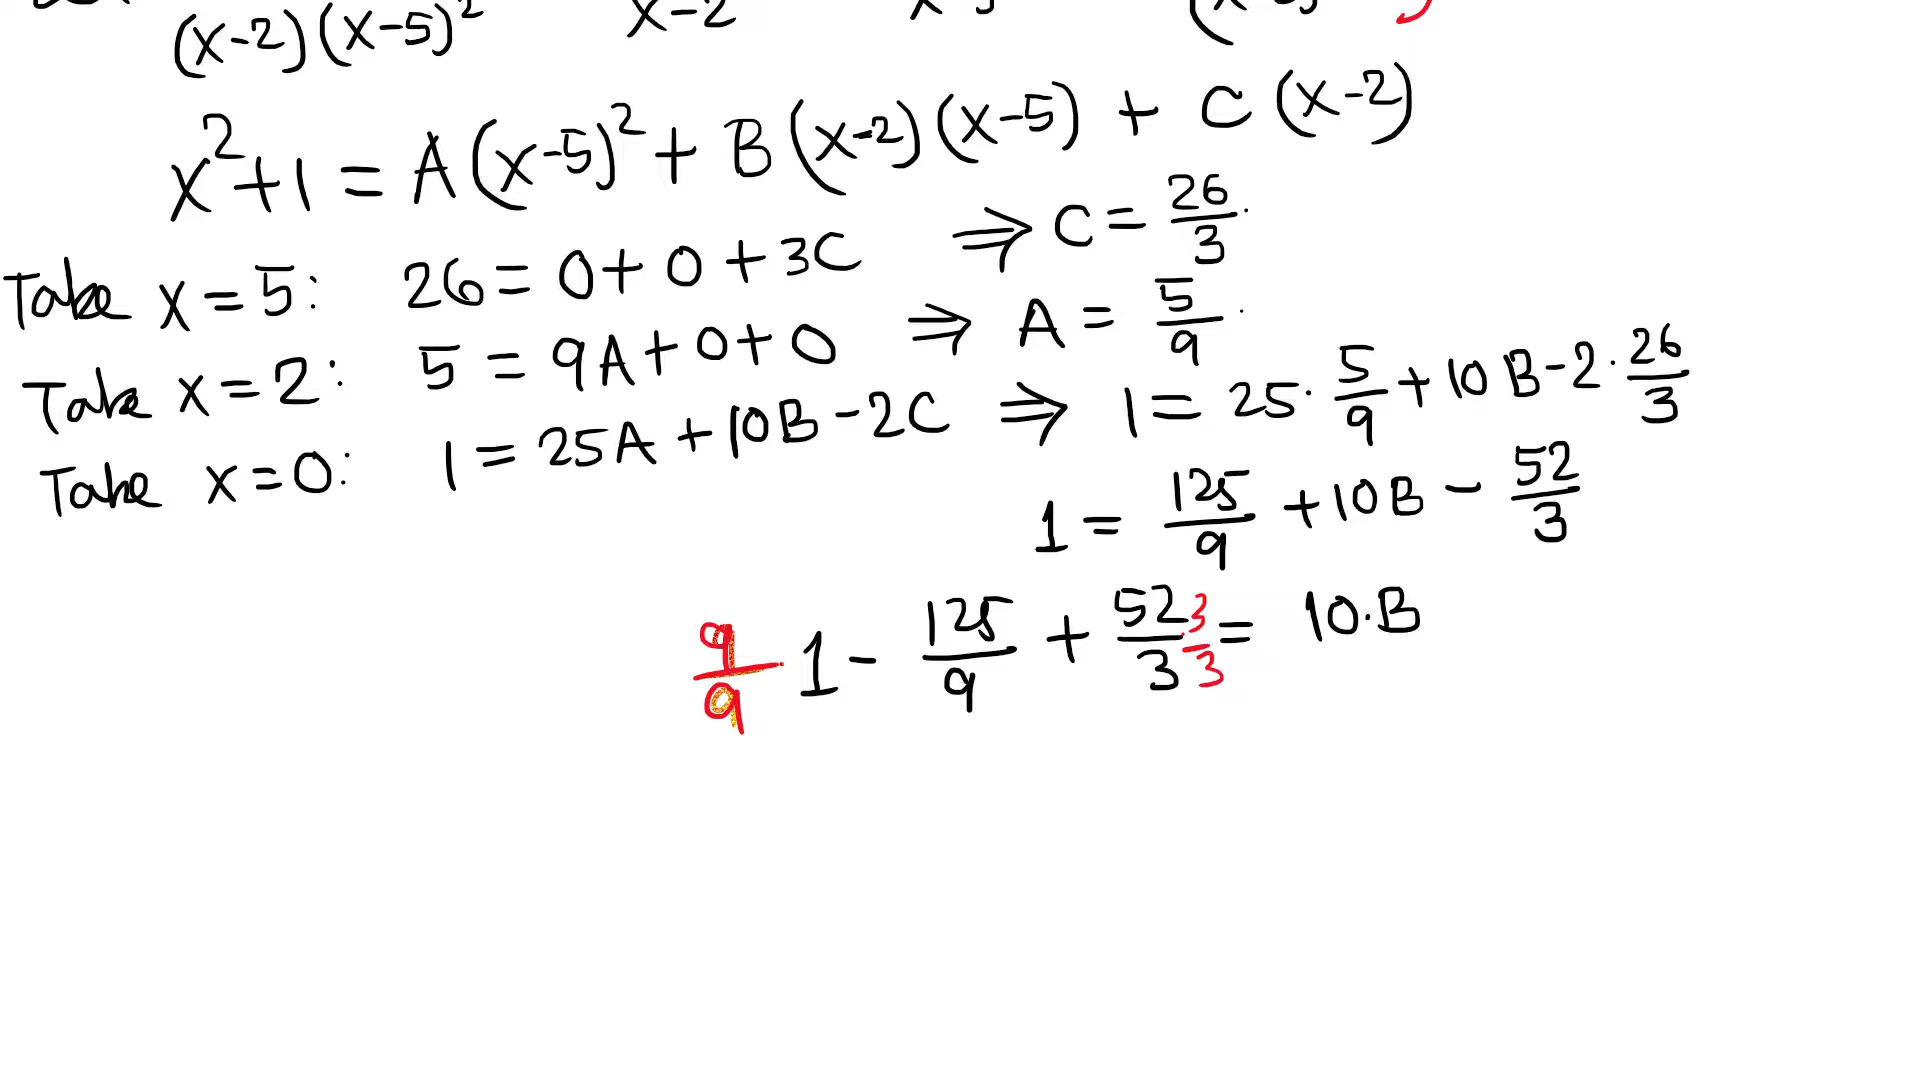 (x-2)(x-5)² x-2
x²+1 = A(x-5)² + B(x-2)(x-5) + C(x-2)
Take x=5: 26 = 0+0+3C ⇒ C = 26/3.
Take x=2: 5 = 9A+0+0 ⇒ A = 5/9.
Take x=0: 1 = 25A+10B-2C ⇒ 1 = 25·5/9+10B-2·26/3
1 = 125/9 +10B - 52/3
9/9 1 - 125/9 + 52/3·3/3 = 10·B